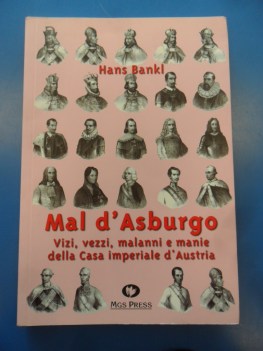 Hans Bankl
Mal d'Asburgo
Vizi, vezzi, malanni e manie
della Casa imperiale d'Austria
MGS PRESS